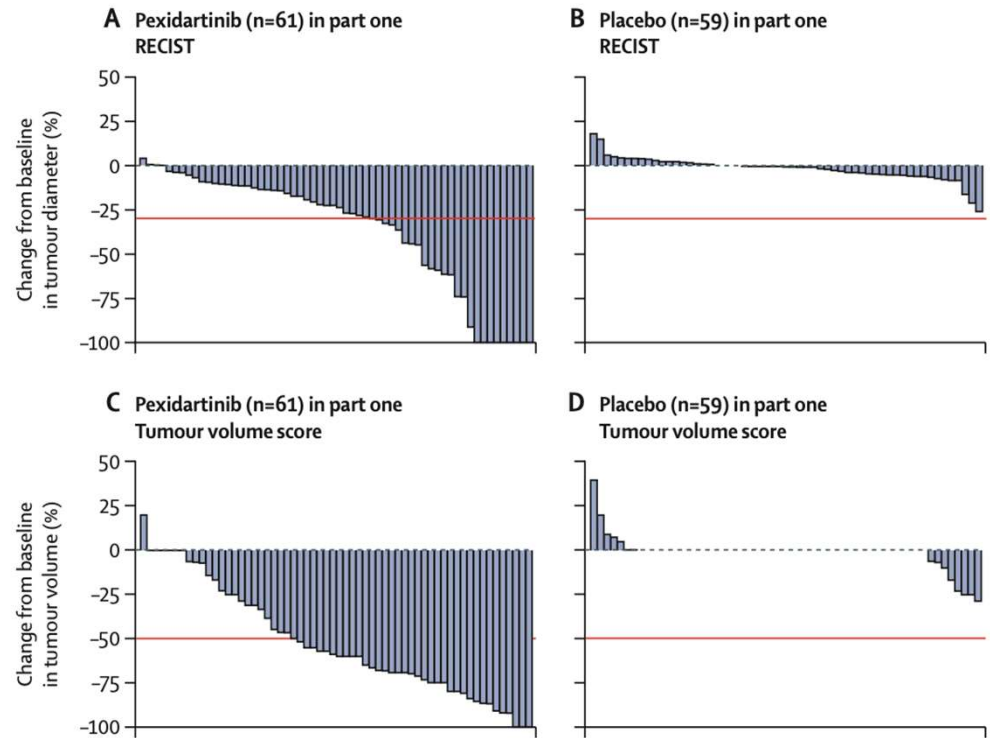 A Pexidartinib (n=61) in part one
RECIST
B Placebo (n=59) in part one
RECIST
Change from baseline
in tumour diameter (%)
50
25
0
–25
–50
–75
–100
C Pexidartinib (n=61) in part one
Tumour volume score
D Placebo (n=59) in part one
Tumour volume score
Change from baseline
in tumour volume (%)
50
25
0
–25
–50
–75
–100